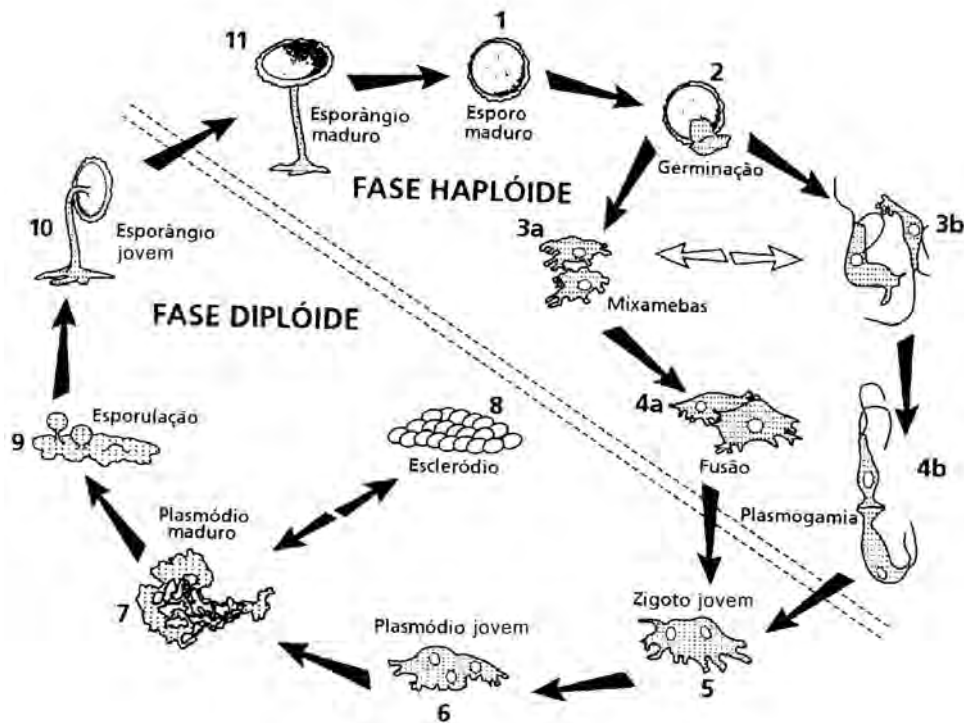 11
1
2
Esporângio
maduro
Esporo
maduro
Germinação
FASE HAPLÓIDE
10
Esporângio
jovem
3a
3b
Mixamebas
FASE DIPLÓIDE
9
Esporulação
8
Escleródio
4a
Fusão
4b
Plasmogamia
Plasmódio
maduro
7
Plasmódio jovem
6
Zigoto jovem
5